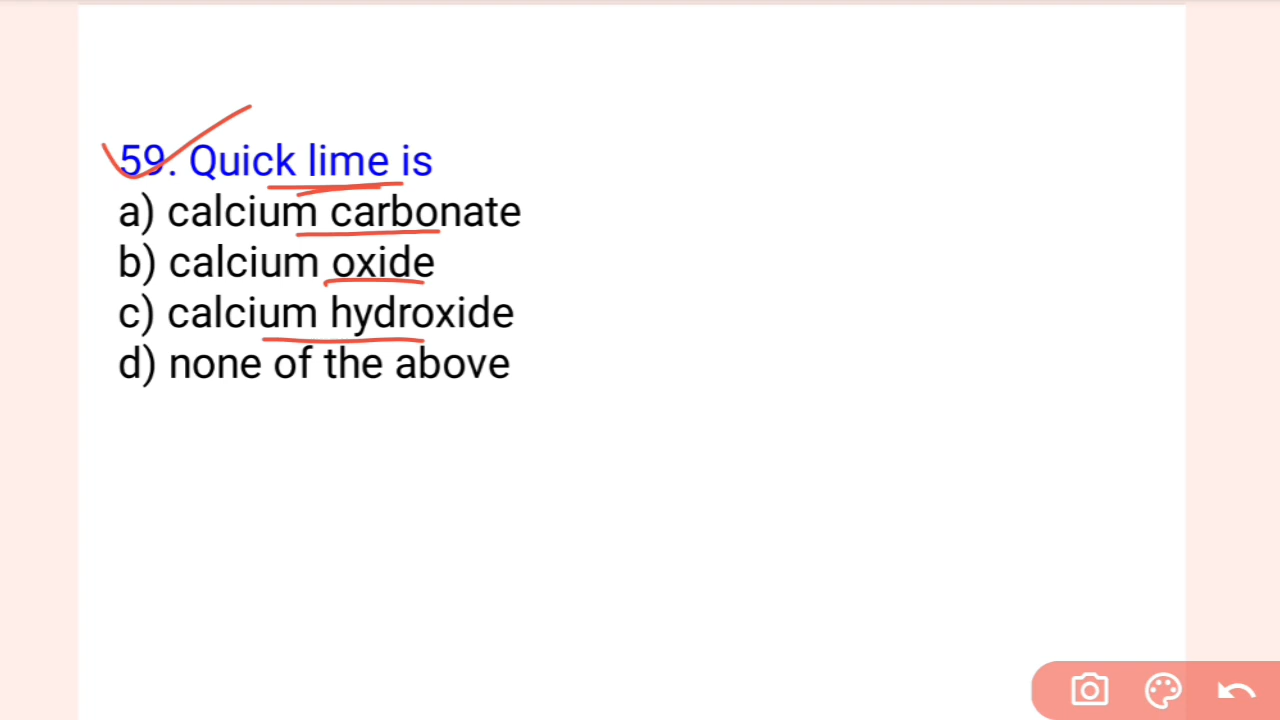 59. Quick lime is
a) calcium carbonate
b) calcium oxide
c) calcium hydroxide
d) none of the above